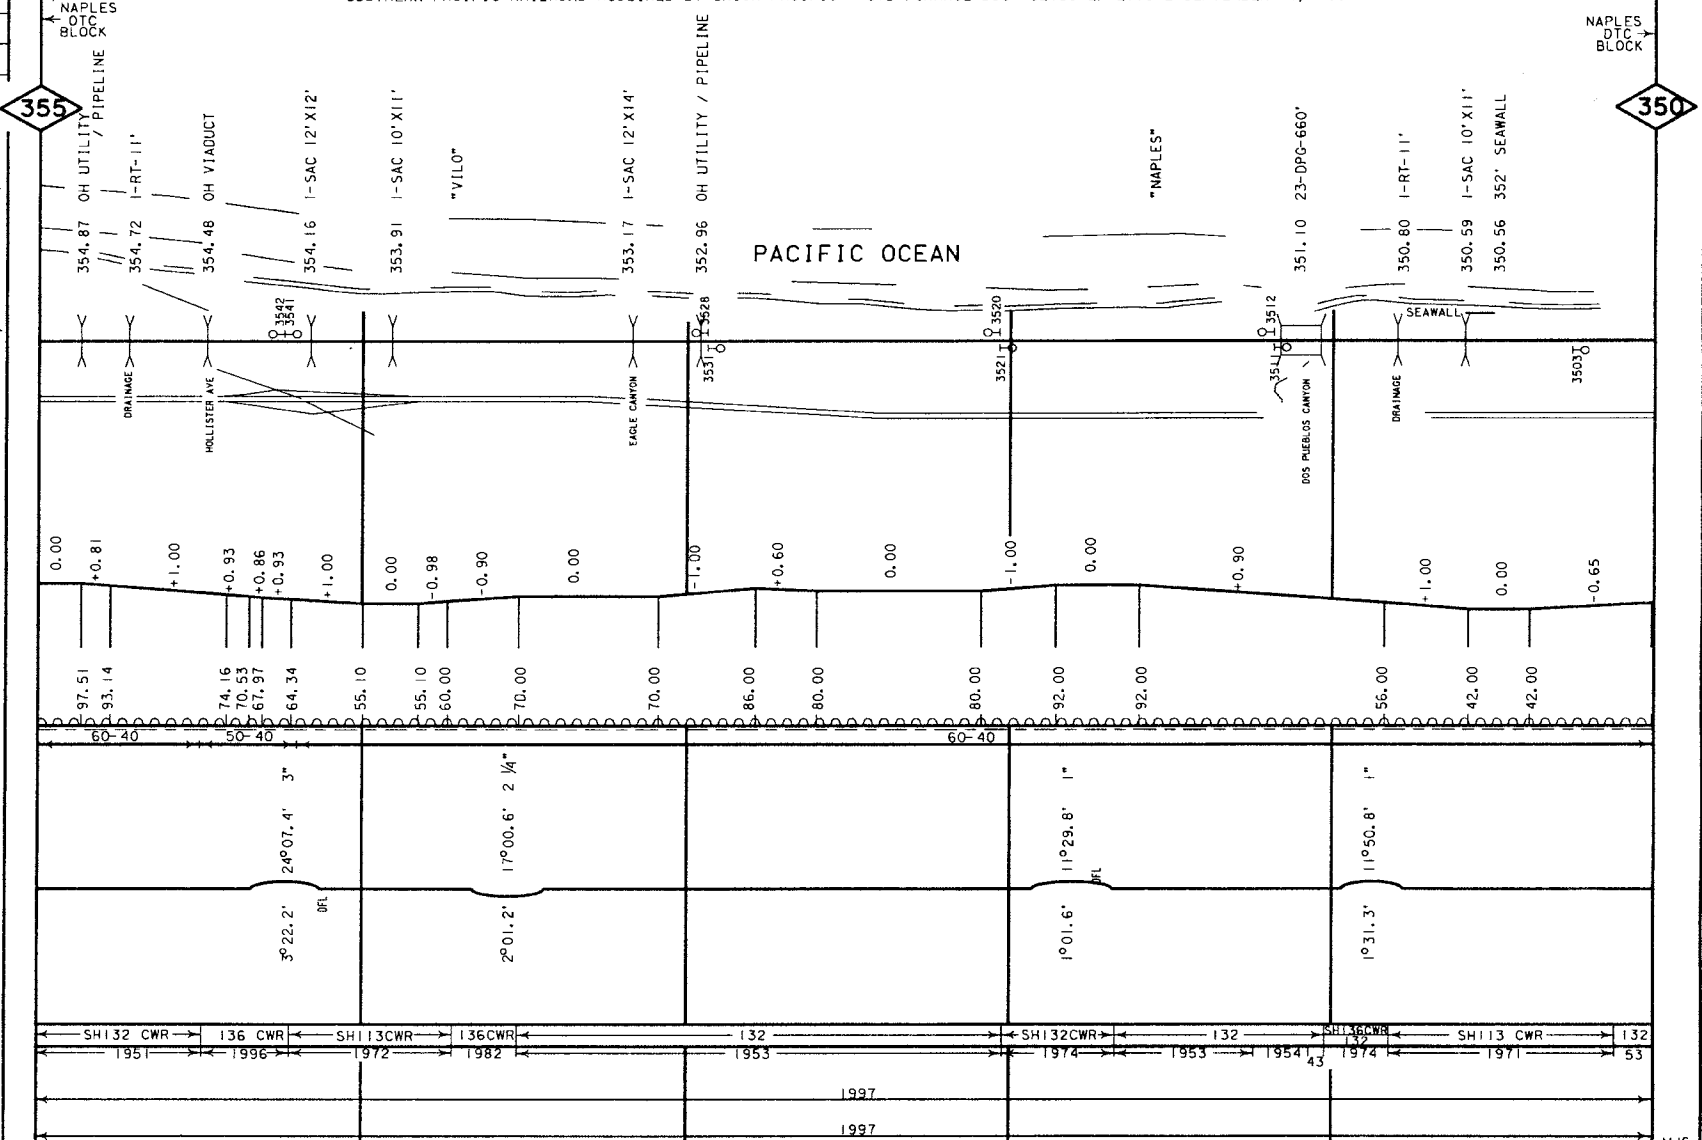 NAPLES
DTC
BLOCK
NAPLES
DTC
BLOCK
355
350
354.87 OH UTILITY / PIPELINE
354.72 1-RT-11'
354.48 OH VIADUCT
354.16 1-SAC 12'X12'
353.91 1-SAC 10'X11'
"VILO"
353.17 1-SAC 12'X14'
352.96 OH UTILITY / PIPELINE
"NAPLES"
351.10 23-DPG-660'
350.80 1-RT-11'
350.59 1-SAC 10'X11'
350.56 352' SEAWALL
PACIFIC OCEAN
3542
3541
3528
3531
3520
3521
3512
3511
SEAWALL
3503
DRAINAGE
HOLLISTER AVE
EAGLE CANYON
DOS PUEBLOS CANYON
DRAINAGE
0.00
+0.81
+1.00
+0.93
+0.86
+0.93
+1.00
0.00
-0.98
-0.90
0.00
-1.00
+0.60
0.00
-1.00
0.00
+0.90
+1.00
0.00
-0.65
97.51
93.14
74.16
70.53
67.97
64.34
55.10
55.10
60.00
70.00
70.00
86.00
80.00
80.00
92.00
92.00
56.00
42.00
42.00
60-40
50-40
60-40
24°07.4' 3"
17°00.6' 2 1/4"
11°29.8' 1"
11°50.8' 1"
DFL
DFL
3°22.2'
2°01.2'
1°01.6'
1°31.3'
SH132 CWR
136 CWR
SH113CWR
136CWR
132
SH132CWR
132
SH136CWR
132
SH113 CWR
132
1951
1996
1972
1982
1953
1974
1953
1954
43
1974
1971
53
1997
1997